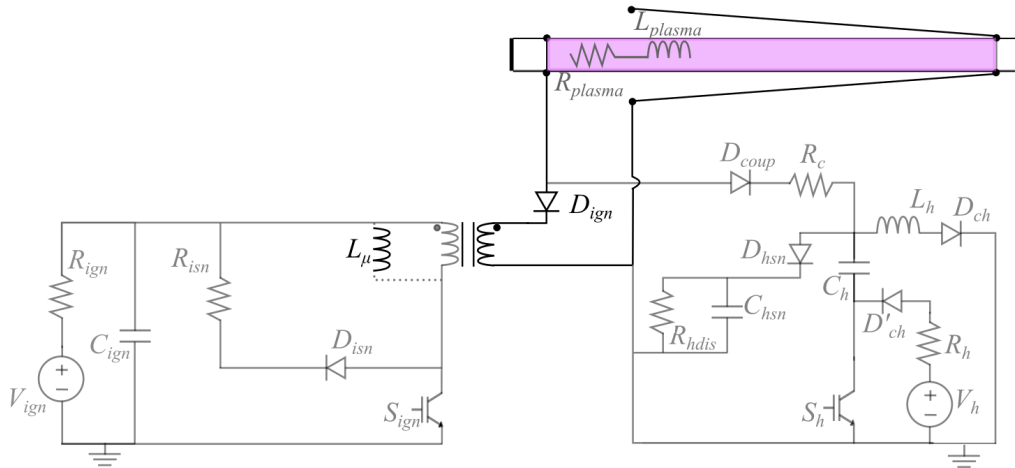 L_plasma
R_plasma
D_coup
R_c
D_ign
L_h
D_ch
L_μ
R_ign
R_isn
D_hsn
C_h
C_hsn
D'_ch
C_ign
R_hdis
R_h
D_isn
V_ign
+
−
S_ign
S_h
+
−
V_h